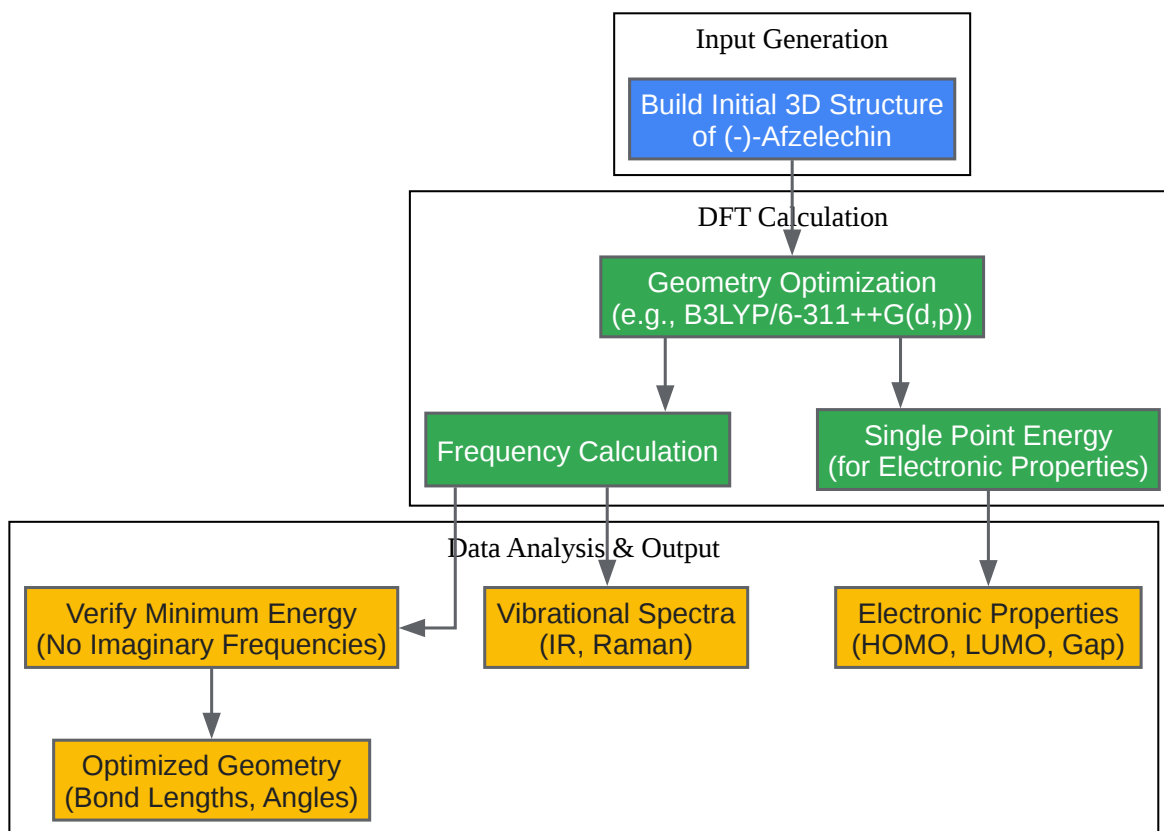 Input Generation
Build Initial 3D Structure
of (-)-Afzelechin
DFT Calculation
Geometry Optimization
(e.g., B3LYP/6-311++G(d,p))
Frequency Calculation
Single Point Energy
(for Electronic Properties)
Data Analysis & Output
Verify Minimum Energy
(No Imaginary Frequencies)
Vibrational Spectra
(IR, Raman)
Electronic Properties
(HOMO, LUMO, Gap)
Optimized Geometry
(Bond Lengths, Angles)